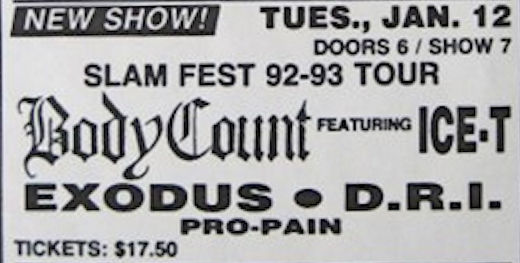 NEW SHOW! TUES., JAN. 12
DOORS 6 / SHOW 7
SLAM FEST 92-93 TOUR
Body Count FEATURING ICE-T
EXODUS • D.R.I.
PRO-PAIN
TICKETS: $17.50